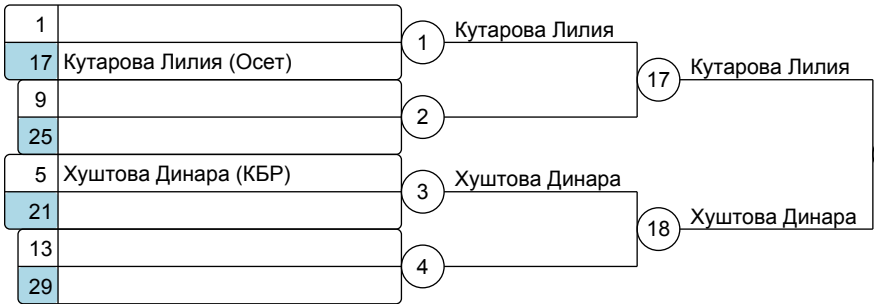 1
1 Кутарова Лилия
17 Кутарова Лилия (Осет)
17 Кутарова Лилия
9
2
25
5 Хуштова Динара (КБР)
3 Хуштова Динара
21
18 Хуштова Динара
13
4
29